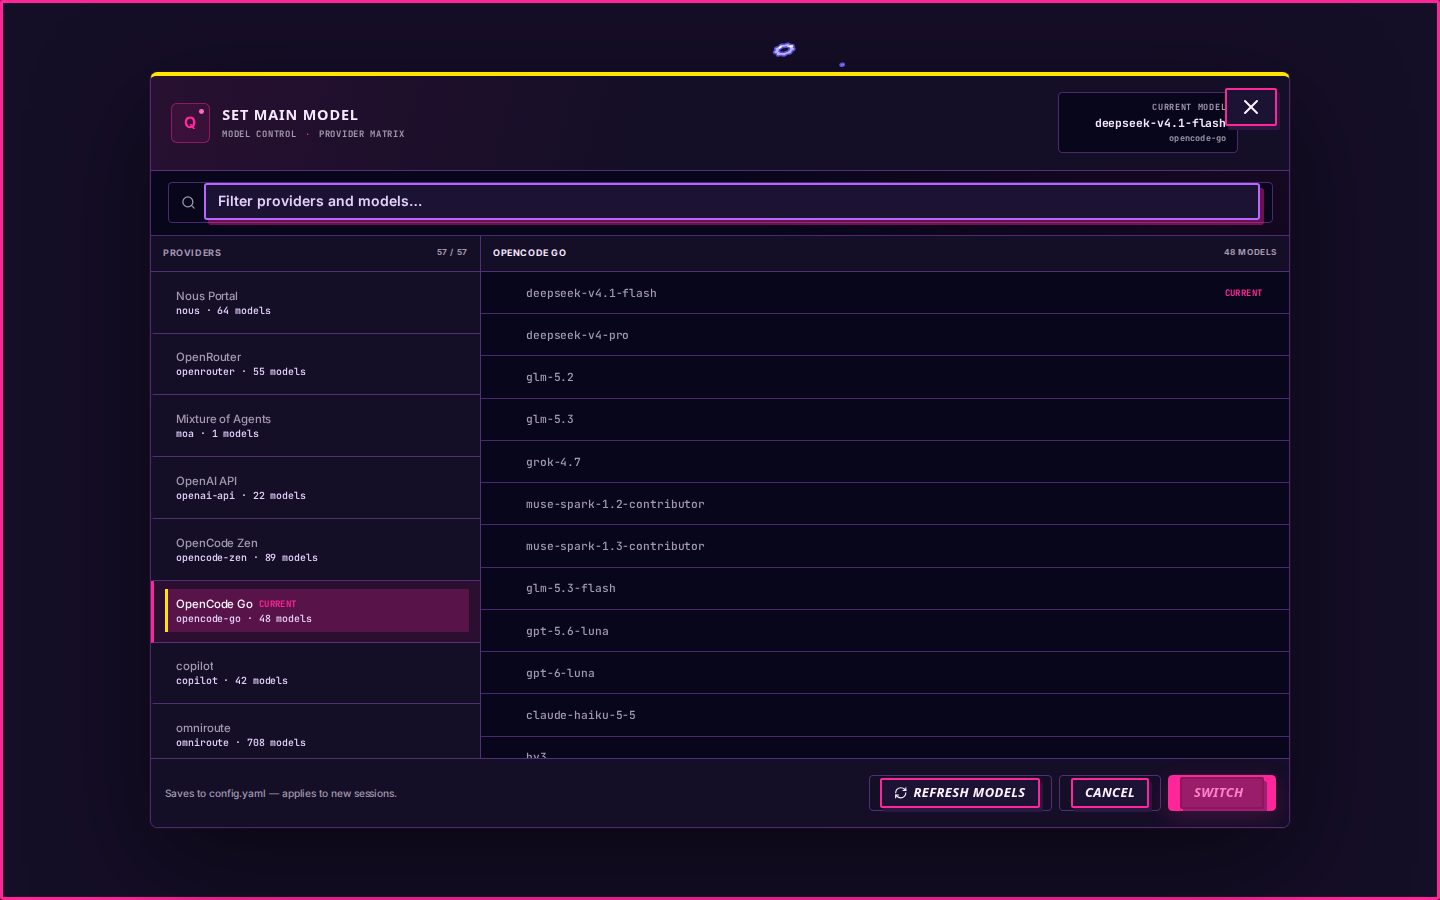 Q
SET MAIN MODEL
MODEL CONTROL · PROVIDER MATRIX
CURRENT MODEL
deepseek-v4.1-flash
opencode-go
Filter providers and models...
PROVIDERS
57 / 57
Nous Portal
nous · 64 models
OpenRouter
openrouter · 55 models
Mixture of Agents
moa · 1 models
OpenAI API
openai-api · 22 models
OpenCode Zen
opencode-zen · 89 models
OpenCode Go CURRENT
opencode-go · 48 models
copilot
copilot · 42 models
omniroute
omniroute · 708 models
OPENCODE GO
48 MODELS
deepseek-v4.1-flash
CURRENT
deepseek-v4-pro
glm-5.2
glm-5.3
grok-4.7
muse-spark-1.2-contributor
muse-spark-1.3-contributor
glm-5.3-flash
gpt-5.6-luna
gpt-6-luna
claude-haiku-5-5
Saves to config.yaml — applies to new sessions.
REFRESH MODELS
CANCEL
SWITCH